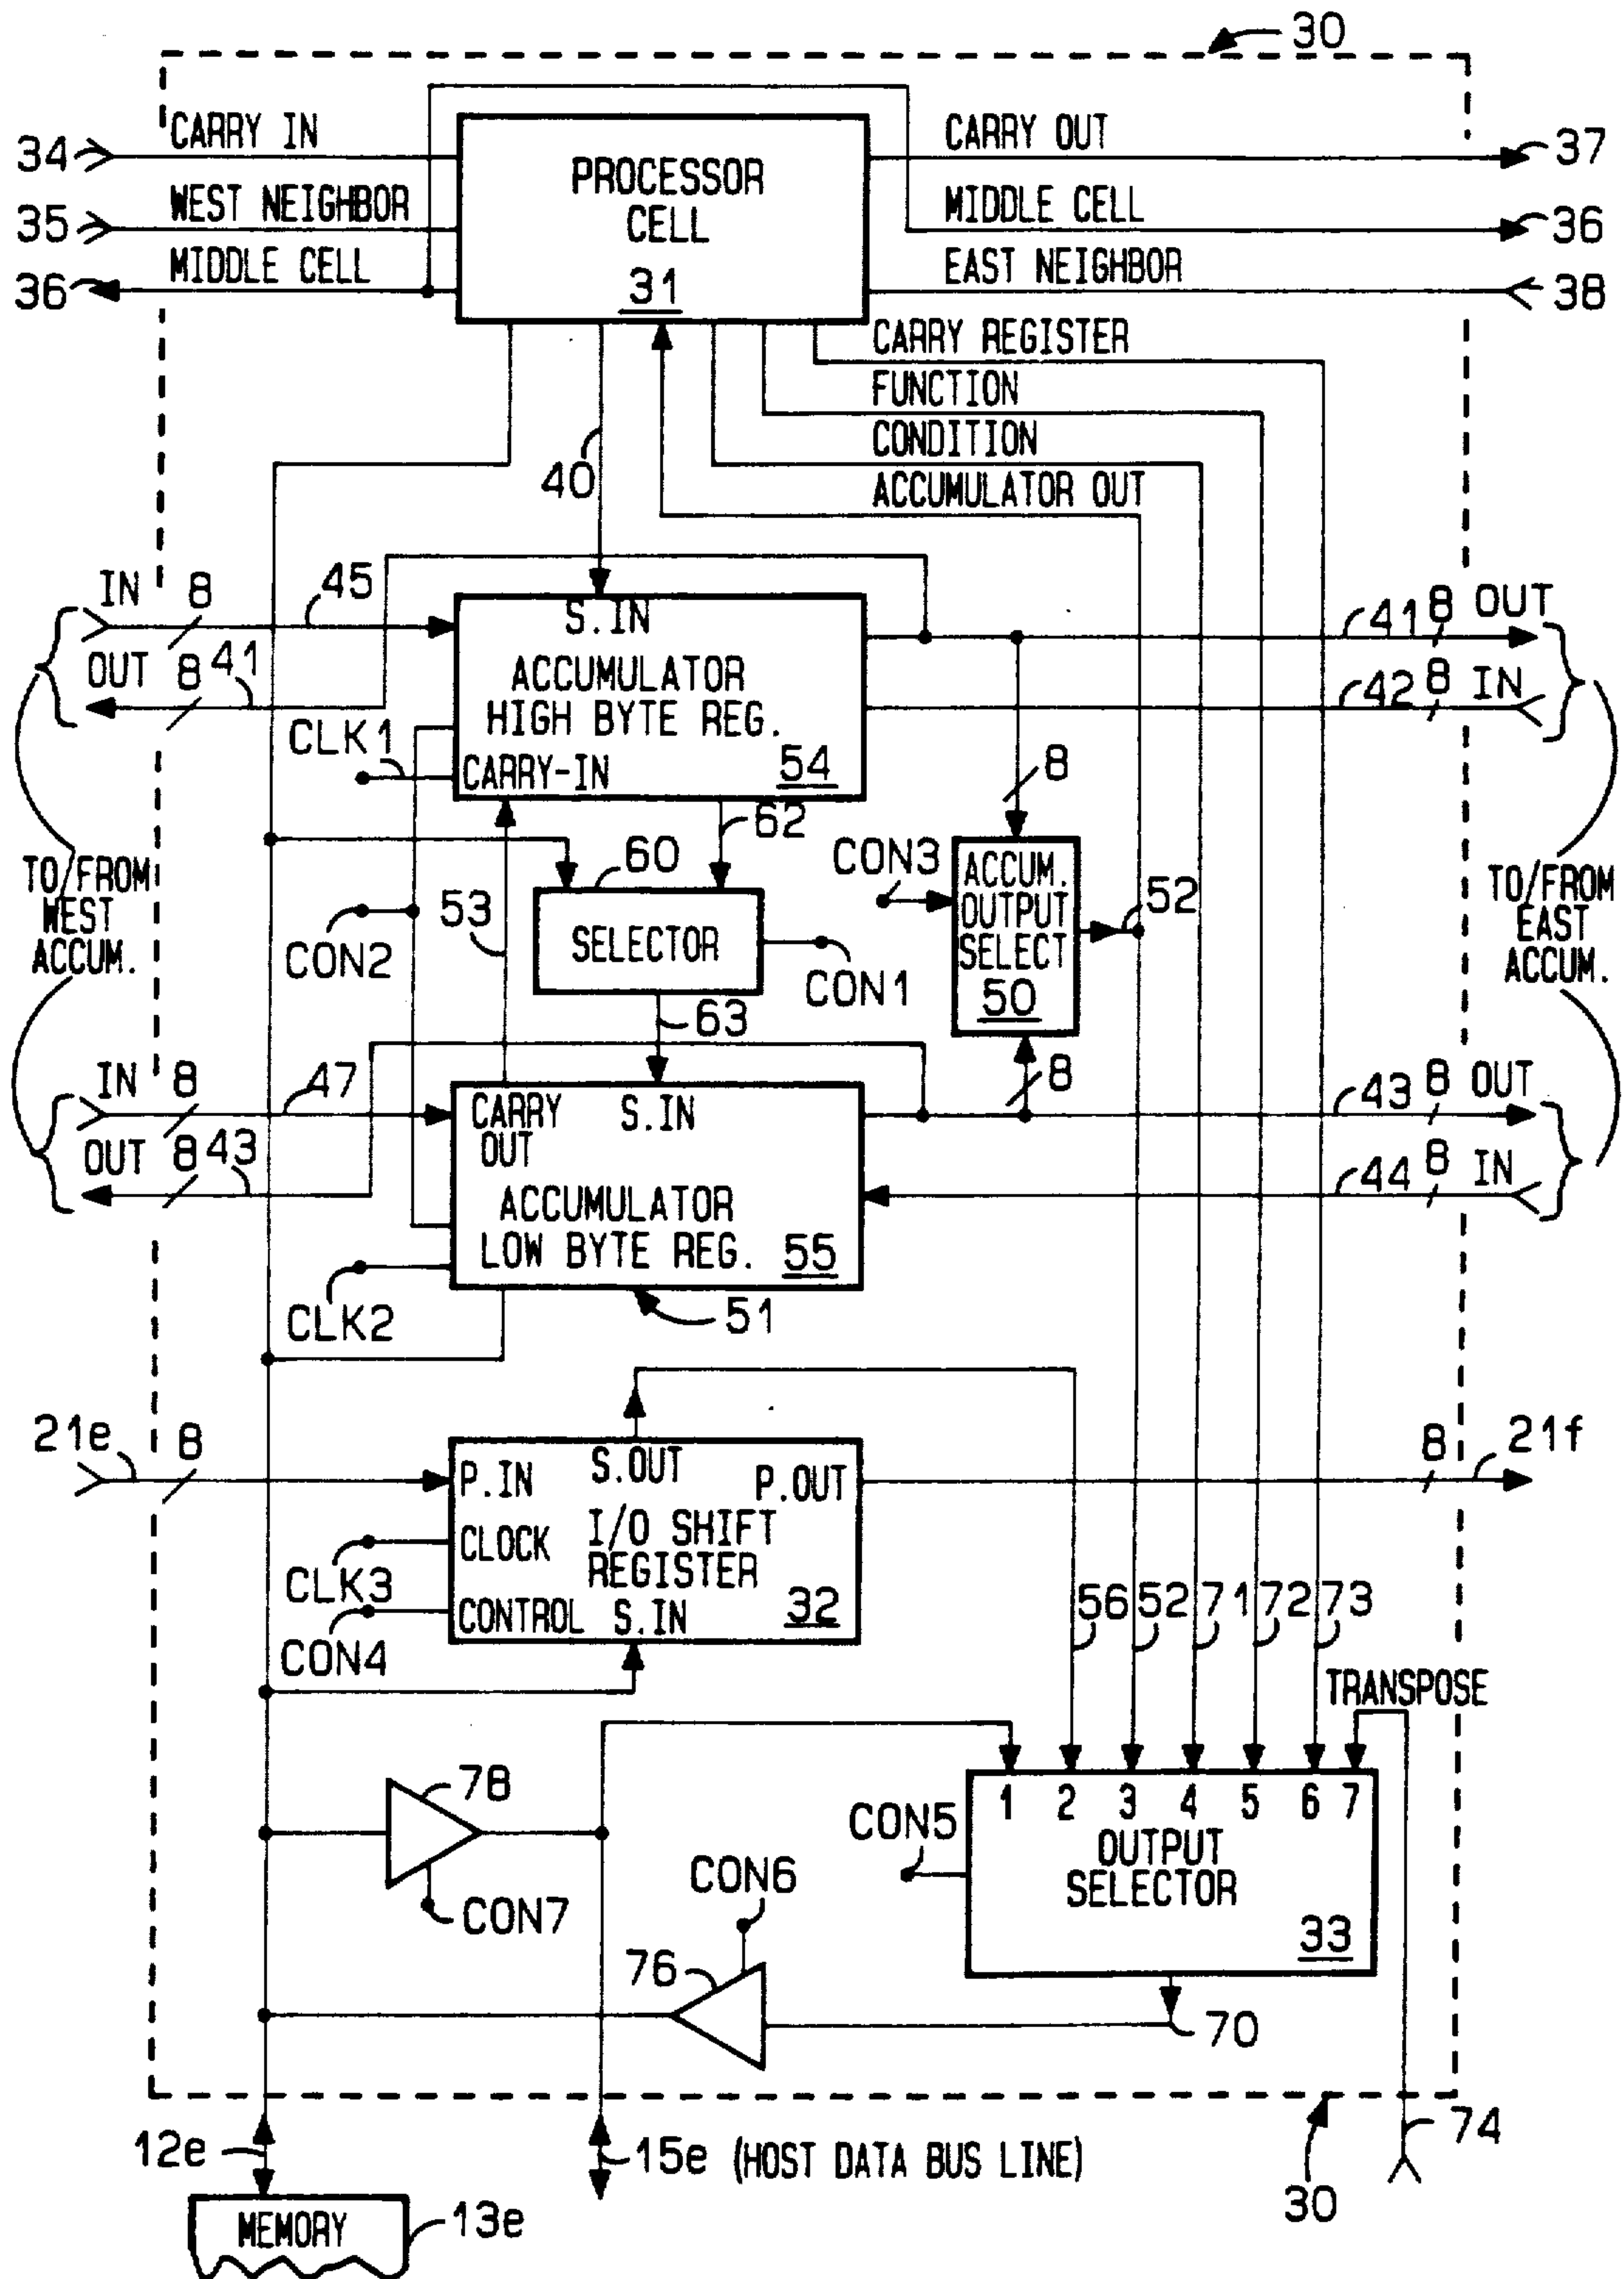 30
34
CARRY IN
CARRY OUT
37
PROCESSOR
CELL
31
35
WEST NEIGHBOR
MIDDLE CELL
36
36
MIDDLE CELL
EAST NEIGHBOR
38
CARRY REGISTER
FUNCTION
CONDITION
ACCUMULATOR OUT
40
IN
8
45
S.IN
41
8
OUT
OUT
8
41
ACCUMULATOR
HIGH BYTE REG.
54
42
8
IN
CLK1
CARRY-IN
62
8
TO/FROM
WEST
ACCUM.
CON2
53
60
SELECTOR
CON1
63
CON3
ACCUM.
OUTPUT
SELECT
50
52
TO/FROM
EAST
ACCUM.
IN
8
47
CARRY
OUT
S.IN
8
43
8
OUT
OUT
8
43
ACCUMULATOR
LOW BYTE REG.
55
44
8
IN
CLK2
51
21e
8
P.IN
S.OUT
P.OUT
8
21f
CLOCK
I/O SHIFT
REGISTER
32
CLK3
CONTROL
S.IN
CON4
56
52
71
72
73
TRANSPOSE
78
CON7
CON5
1 2 3 4 5 6 7
OUTPUT
SELECTOR
33
CON6
76
70
12e
15e (HOST DATA BUS LINE)
30
74
MEMORY
13e